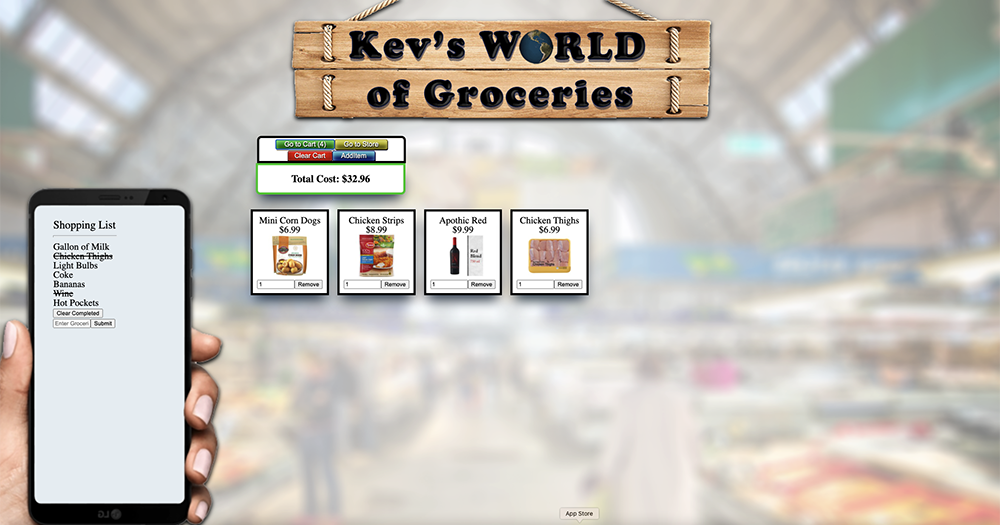 Kev's WORLD
of Groceries
Go to Cart (4) Go to Store
Clear Cart AddItem
Total Cost: $32.96
Mini Corn Dogs
$6.99
1 Remove
Chicken Strips
$8.99
1 Remove
Apothic Red
$9.99
Red
Blend
1 Remove
Chicken Thighs
$6.99
1 Remove
Shopping List
Gallon of Milk
Chicken Thighs
Light Bulbs
Coke
Bananas
Wine
Hot Pockets
Clear Completed
Enter Grocer Submit
LG
App Store